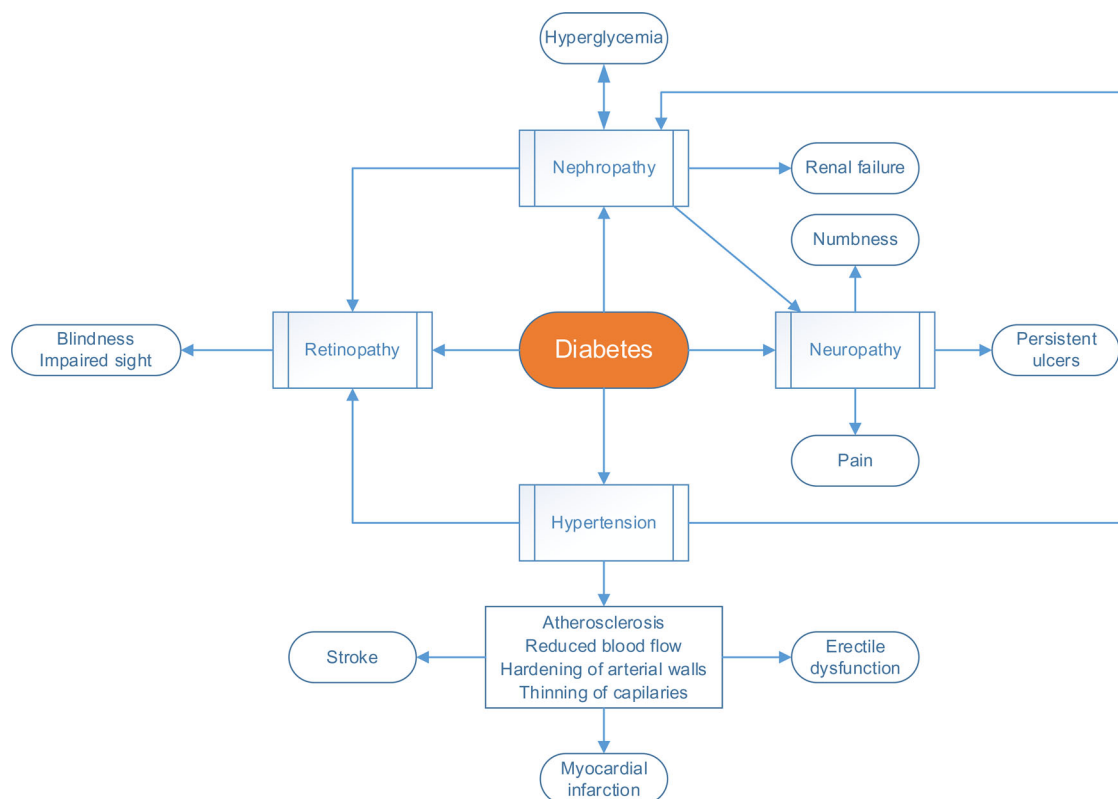 Hyperglycemia
Nephropathy
Renal failure
Numbness
Blindness
Impaired sight
Retinopathy
Diabetes
Neuropathy
Persistent
ulcers
Pain
Hypertension
Atherosclerosis
Reduced blood flow
Hardening of arterial walls
Thinning of capilaries
Stroke
Erectile
dysfunction
Myocardial
infarction